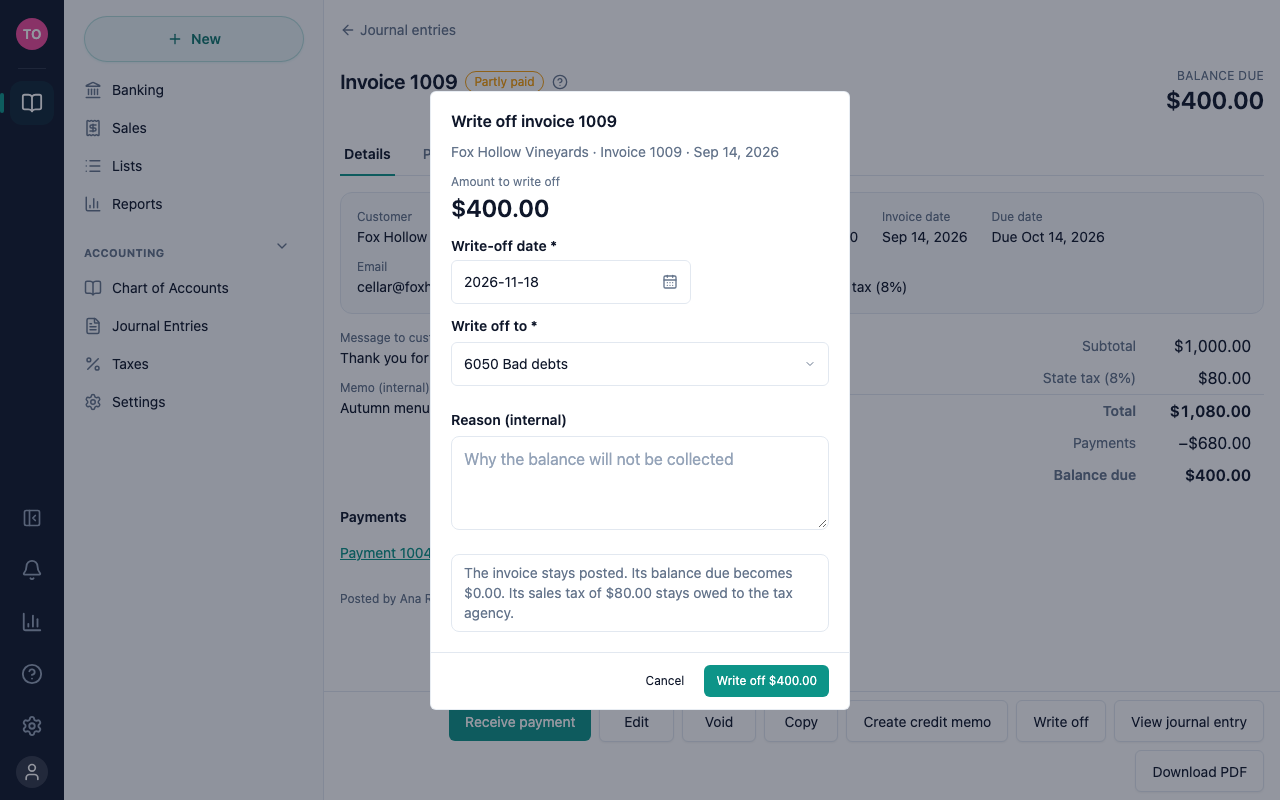 TO
New
Banking
Sales
Lists
Reports
ACCOUNTING
Chart of Accounts
Journal Entries
Taxes
Settings
Journal entries
Invoice 1009
Partly paid
BALANCE DUE
$400.00
Details
P
Customer
Fox Hollow
0
Invoice date
Sep 14, 2026
Due date
Due Oct 14, 2026
Email
cellar@foxh
tax (8%)
Message to cust
Thank you for
Memo (internal)
Autumn menu
Subtotal $1,000.00
State tax (8%) $80.00
Total $1,080.00
Payments –$680.00
Balance due $400.00
Payments
Payment 1004
Posted by Ana R
Write off invoice 1009
Fox Hollow Vineyards · Invoice 1009 · Sep 14, 2026
Amount to write off
$400.00
Write-off date *
2026-11-18
Write off to *
6050 Bad debts
Reason (internal)
Why the balance will not be collected
The invoice stays posted. Its balance due becomes
$0.00. Its sales tax of $80.00 stays owed to the tax
agency.
Cancel
Write off $400.00
Receive payment
Edit
Void
Copy
Create credit memo
Write off
View journal entry
Download PDF